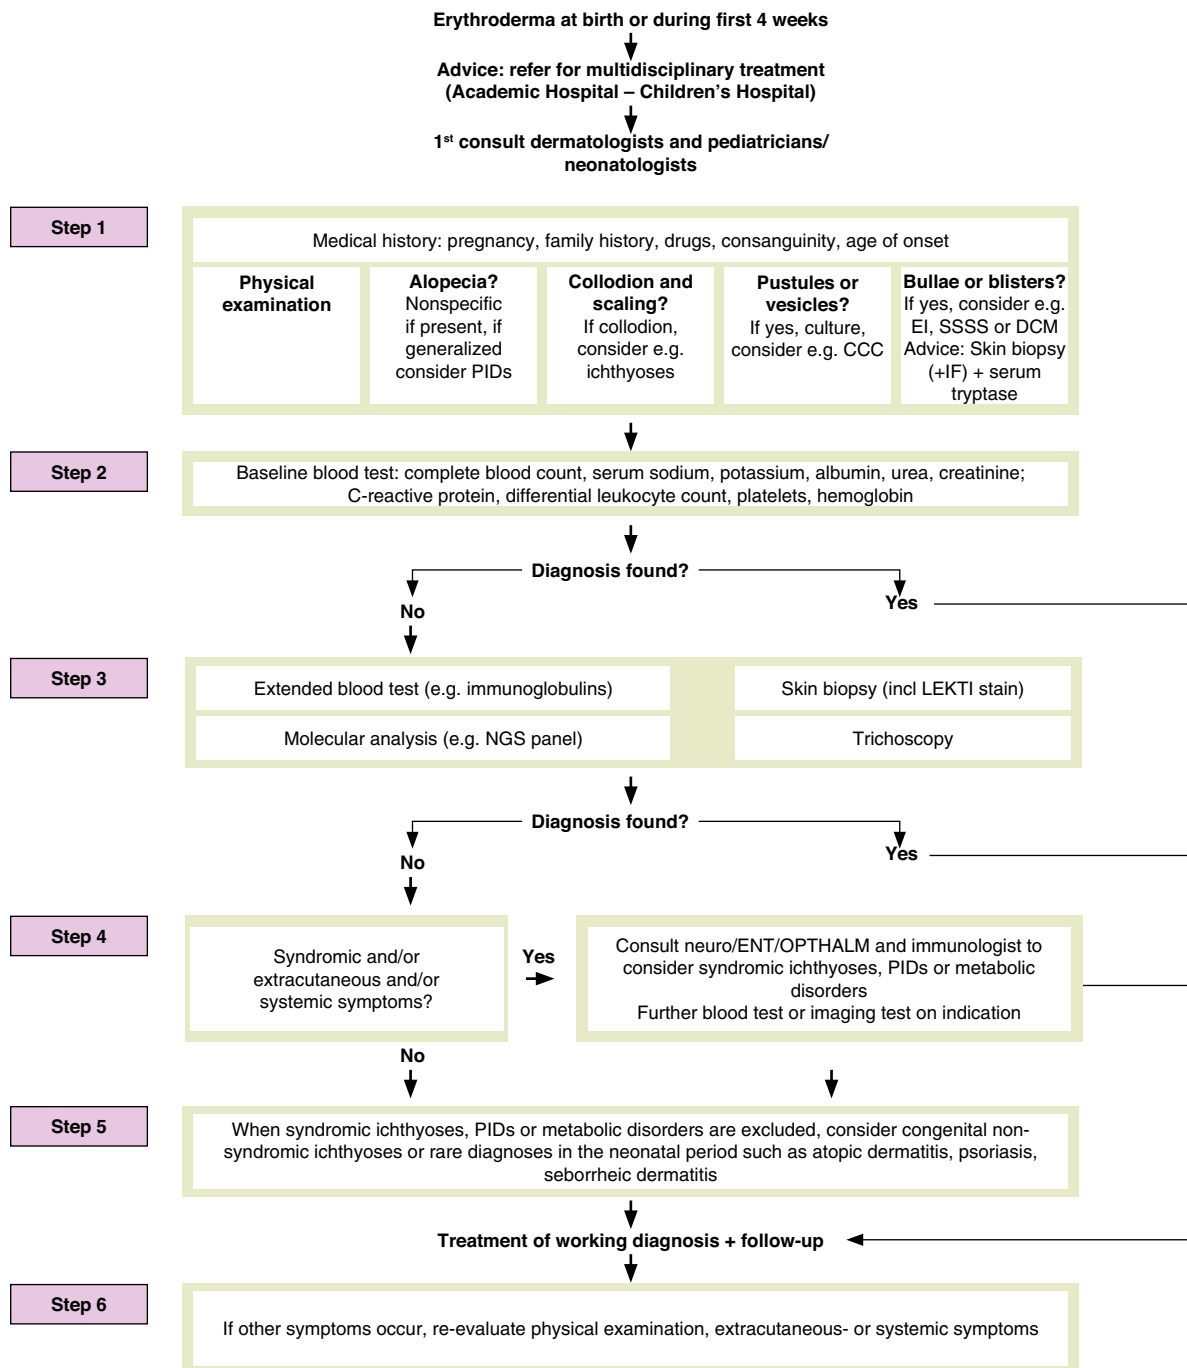 Erythroderma at birth or during first 4 weeks
Advice: refer for multidisciplinary treatment
(Academic Hospital – Children's Hospital)
1st consult dermatologists and pediatricians/
neonatologists
Step 1
Medical history: pregnancy, family history, drugs, consanguinity, age of onset
Physical
examination
Alopecia?
Nonspecific
if present, if
generalized
consider PIDs
Collodion and
scaling?
If collodion,
consider e.g.
ichthyoses
Pustules or
vesicles?
If yes, culture,
consider e.g. CCC
Bullae or blisters?
If yes, consider e.g.
EI, SSSS or DCM
Advice: Skin biopsy
(+IF) + serum
tryptase
Step 2
Baseline blood test: complete blood count, serum sodium, potassium, albumin, urea, creatinine;
C-reactive protein, differential leukocyte count, platelets, hemoglobin
Diagnosis found?
No
Yes
Step 3
Extended blood test (e.g. immunoglobulins)
Skin biopsy (incl LEKTI stain)
Molecular analysis (e.g. NGS panel)
Trichoscopy
Diagnosis found?
No
Yes
Step 4
Syndromic and/or
extracutaneous and/or
systemic symptoms?
Yes
Consult neuro/ENT/OPTHALM and immunologist to
consider syndromic ichthyoses, PIDs or metabolic
disorders
Further blood test or imaging test on indication
No
Step 5
When syndromic ichthyoses, PIDs or metabolic disorders are excluded, consider congenital non-
syndromic ichthyoses or rare diagnoses in the neonatal period such as atopic dermatitis, psoriasis,
seborrheic dermatitis
Treatment of working diagnosis + follow-up
Step 6
If other symptoms occur, re-evaluate physical examination, extracutaneous- or systemic symptoms